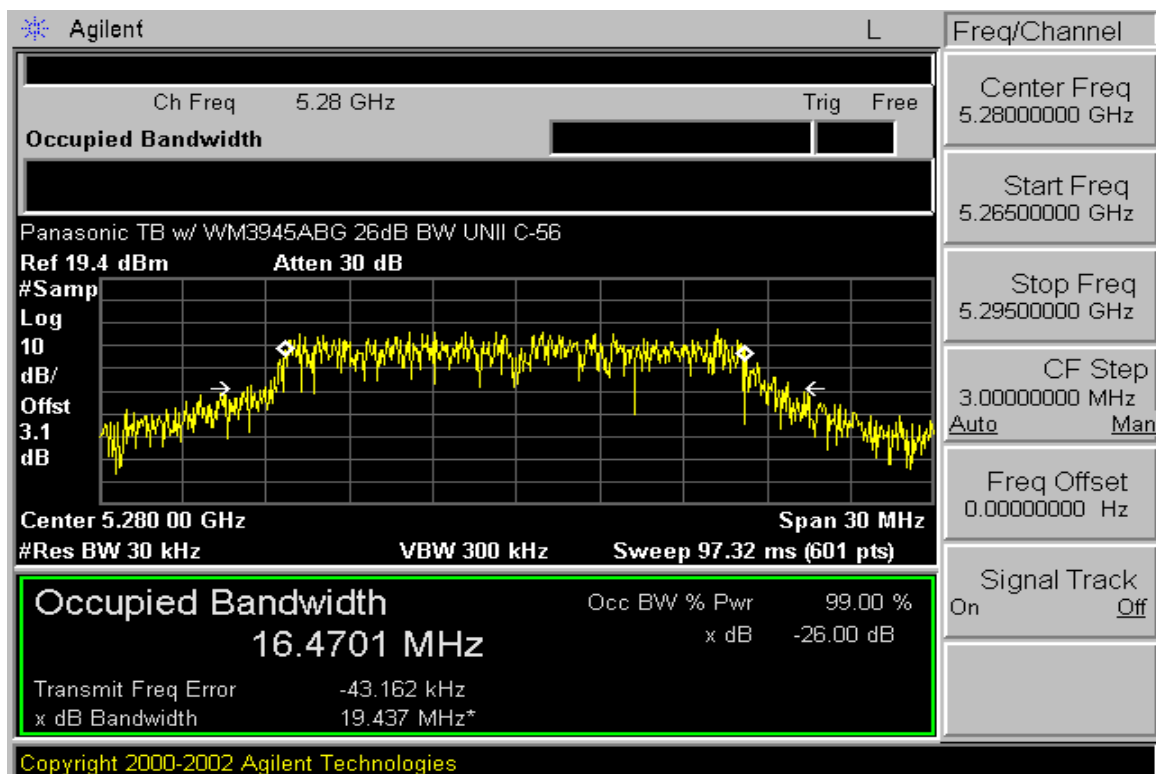 Agilent L
Ch Freq 5.28 GHz Trig Free
Occupied Bandwidth
Panasonic TB w/ WM3945ABG 26dB BW UNII C-56
Ref 19.4 dBm Atten 30 dB
#Samp
Log
10
dB/
Offst
3.1
dB
Center 5.280 00 GHz Span 30 MHz
#Res BW 30 kHz VBW 300 kHz Sweep 97.32 ms (601 pts)
Occupied Bandwidth
16.4701 MHz
Occ BW % Pwr 99.00 %
x dB -26.00 dB
Transmit Freq Error -43.162 kHz
x dB Bandwidth 19.437 MHz*
Copyright 2000-2002 Agilent Technologies
Freq/Channel
Center Freq
5.28000000 GHz
Start Freq
5.26500000 GHz
Stop Freq
5.29500000 GHz
CF Step
3.00000000 MHz
Auto Man
Freq Offset
0.00000000 Hz
Signal Track
On Off